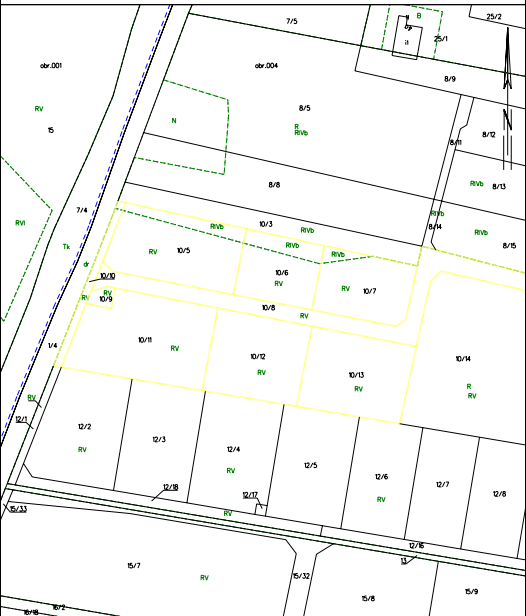 7/5
B
25/2
25/1
i1
obr.001
obr.004
8/9
RV
15
8/5
R
RIVb
N
8/11
8/12
N
8/8
RIVb
8/13
RIVb
8/14
7/4
RVI
RIVb
10/3
RIVb
RIVb
8/15
Tk
RV
10/5
RIVb
RIVb
dr
10/10
10/6
RV
RV
10/7
RV
RV
10/9
10/8
RV
1/4
10/11
RV
10/12
RV
10/13
RV
10/14
R
RV
RV
12/1
12/2
RV
12/3
12/4
RV
12/5
12/6
RV
12/7
12/8
12/18
12/17
RV
15/33
12/16
13
15/7
RV
15/32
15/8
15/9
16/18
16/2